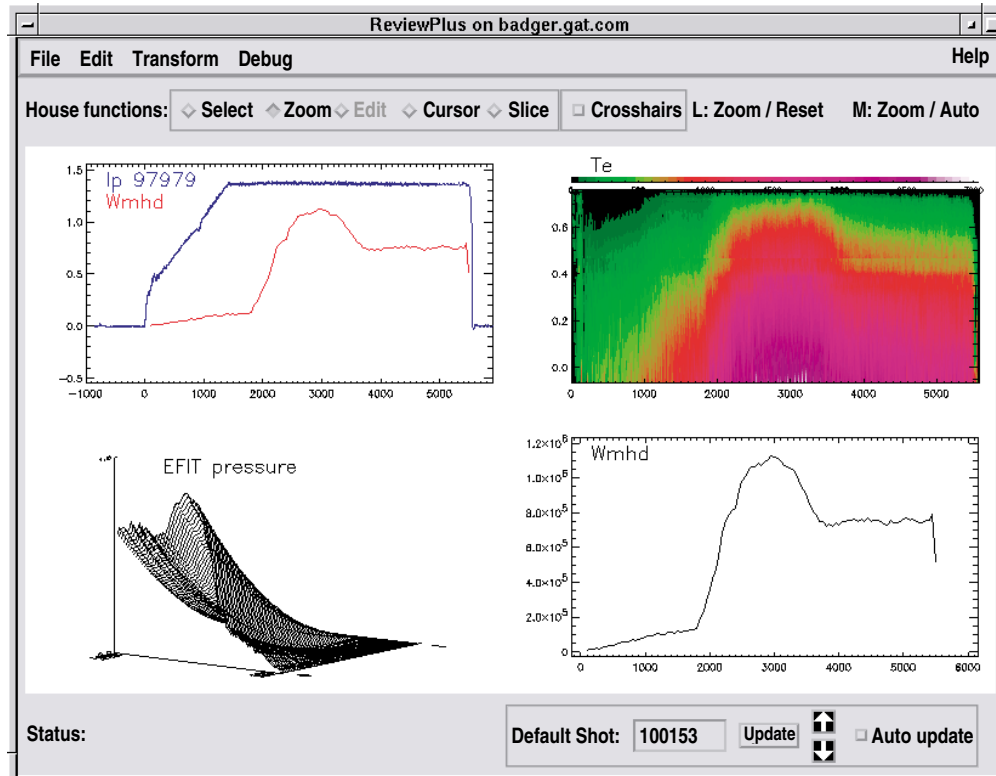 ReviewPlus on badger.gat.com
File Edit Transform Debug Help
House functions: Select Zoom Edit Cursor Slice Crosshairs L: Zoom / Reset M: Zoom / Auto
Ip 97979
Wmhd
1.5
1.0
0.5
0.0
-0.5
-1000 0 1000 2000 3000 4000 5000
Te
0.6
0.4
0.2
0.0
0 1000 2000 3000 4000 5000
EFIT pressure
Wmhd
1.2×10⁶
1.0×10⁶
8.0×10⁵
6.0×10⁵
4.0×10⁵
2.0×10⁵
0
0 1000 2000 3000 4000 5000 6000
Status:
Default Shot: 100153 Update Auto update